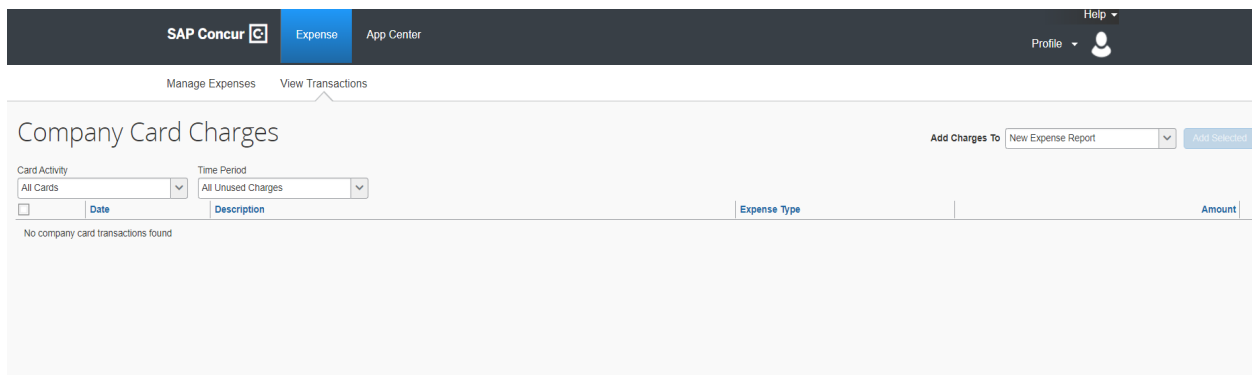 Help
SAP Concur C Expense App Center
Profile
Manage Expenses View Transactions
Company Card Charges
Add Charges To New Expense Report Add Selected
Card Activity Time Period
All Cards All Unused Charges
Date Description Expense Type Amount
No company card transactions found